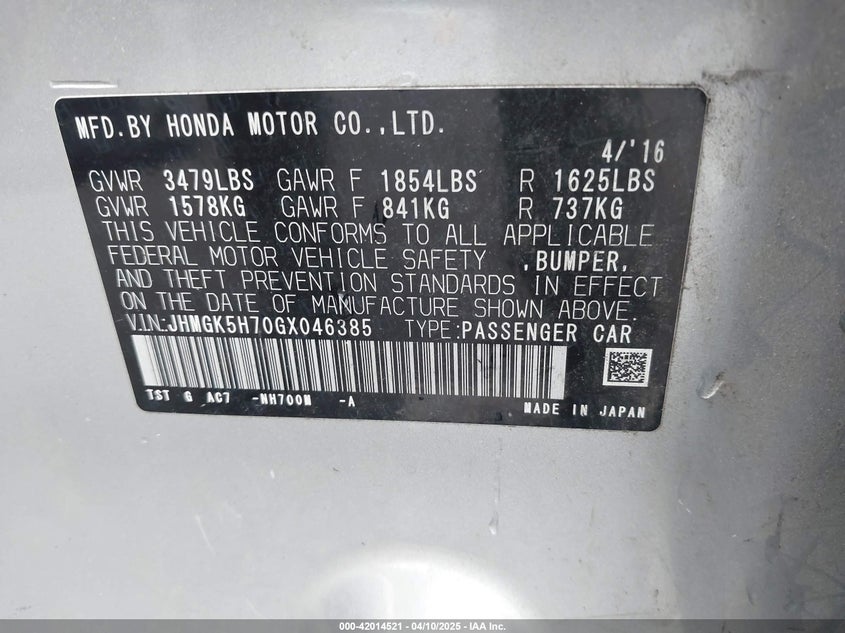 MFD.BY HONDA MOTOR CO.,LTD.
4/'16
GVWR 3479LBS GAWR F 1854LBS R 1625LBS
GVWR 1578KG GAWR F 841KG R 737KG
THIS VEHICLE CONFORMS TO ALL APPLICABLE
FEDERAL MOTOR VEHICLE SAFETY ,BUMPER,
AND THEFT PREVENTION STANDARDS IN EFFECT
ON THE DATE OF MANUFACTURE SHOWN ABOVE.
V.I.N.:JHMGK5H70GX046385 TYPE:PASSENGER CAR
TST G AC7 -NH700M -A
MADE IN JAPAN
000-42014521 | 04/10/2025 - IAA Inc.